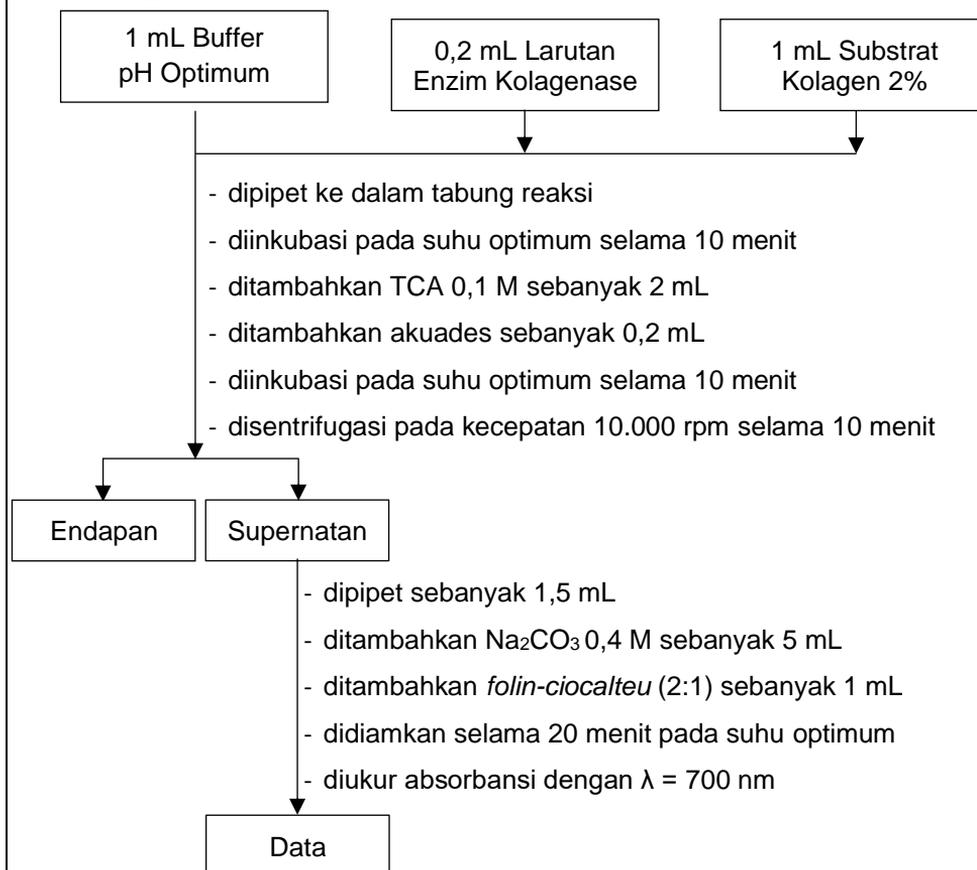 1 mL Buffer
pH Optimum
0,2 mL Larutan
Enzim Kolagenase
1 mL Substrat
Kolagen 2%
- dipipet ke dalam tabung reaksi
- diinkubasi pada suhu optimum selama 10 menit
- ditambahkan TCA 0,1 M sebanyak 2 mL
- ditambahkan akuades sebanyak 0,2 mL
- diinkubasi pada suhu optimum selama 10 menit
- disentrifugasi pada kecepatan 10.000 rpm selama 10 menit
Endapan
Supernatan
- dipipet sebanyak 1,5 mL
- ditambahkan Na₂CO₃ 0,4 M sebanyak 5 mL
- ditambahkan folin-ciocalteu (2:1) sebanyak 1 mL
- didiamkan selama 20 menit pada suhu optimum
- diukur absorbansi dengan λ = 700 nm
Data